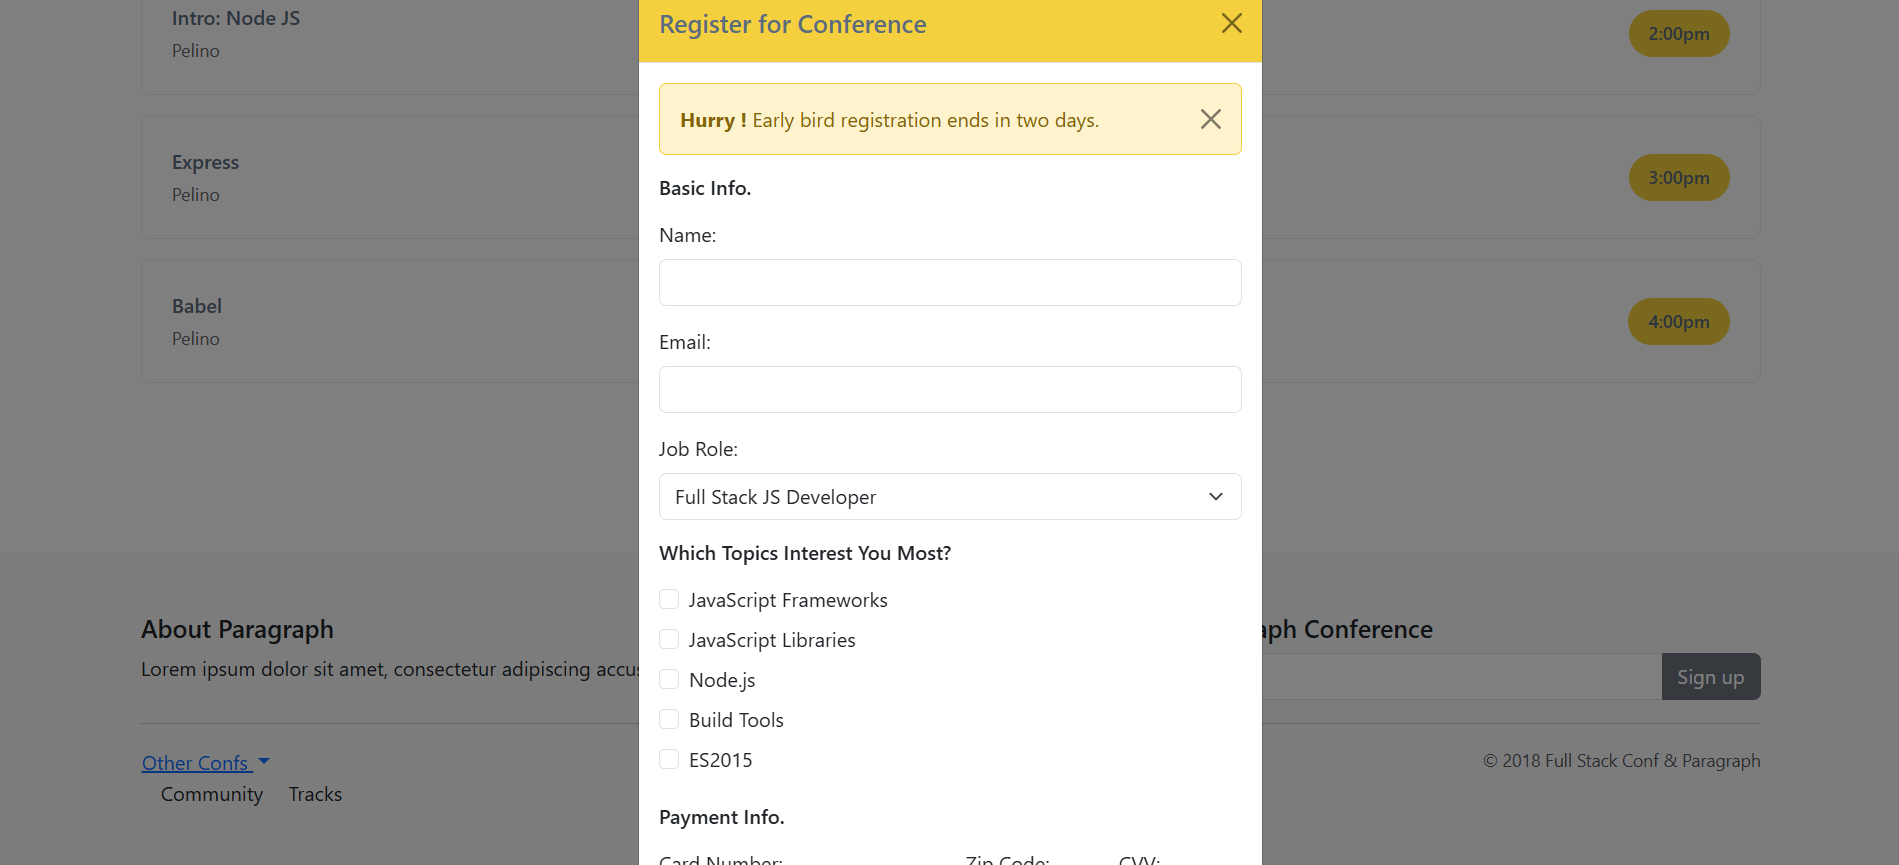 Intro: Node JS
Pelino
2:00pm
Express
Pelino
3:00pm
Babel
Pelino
4:00pm
Register for Conference
Hurry ! Early bird registration ends in two days.
Basic Info.
Name:
Email:
Job Role:
Full Stack JS Developer
Which Topics Interest You Most?
JavaScript Frameworks
JavaScript Libraries
Node.js
Build Tools
ES2015
Payment Info.
Card Number: Zip Code: CVV:
About Paragraph
Lorem ipsum dolor sit amet, consectetur adipiscing accus
aph Conference
Sign up
Other Confs
Community Tracks
© 2018 Full Stack Conf & Paragraph